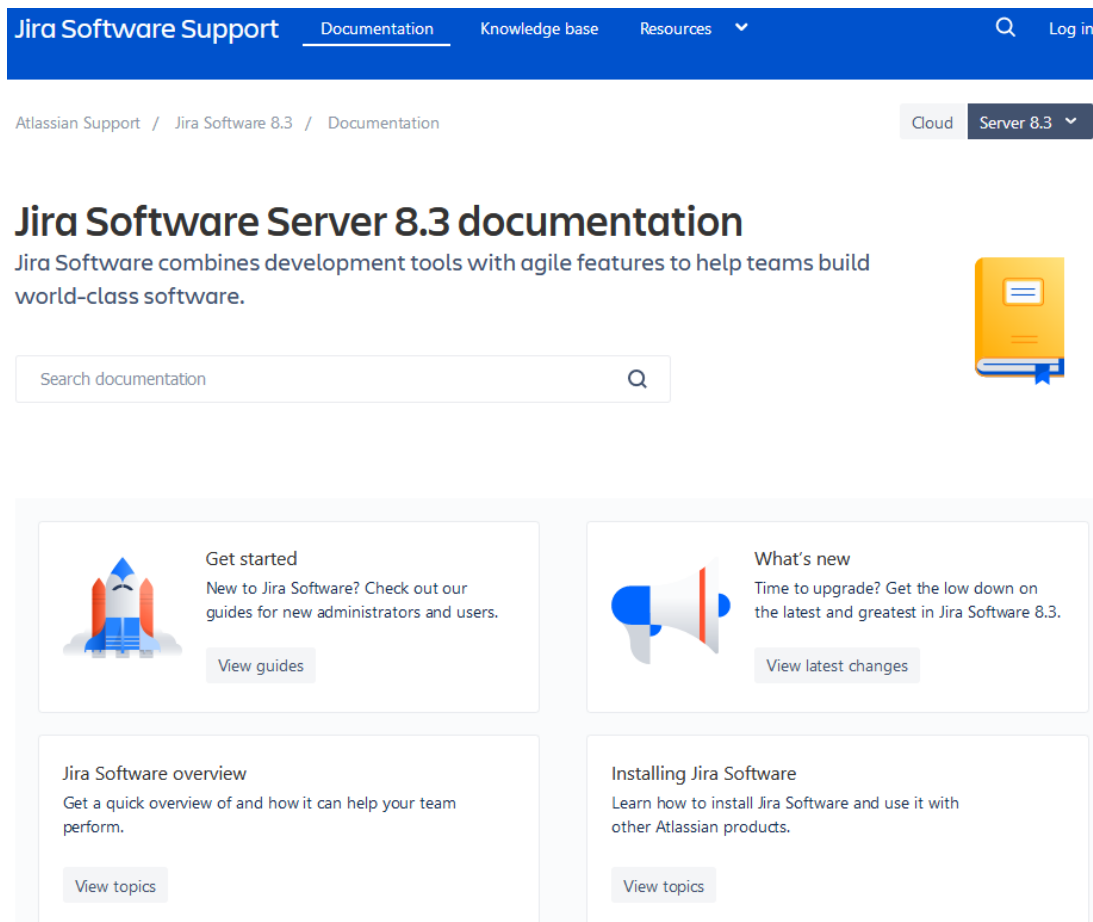 Jira Software Support Documentation Knowledge base Resources Log in
Atlassian Support / Jira Software 8.3 / Documentation
Cloud Server 8.3
Jira Software Server 8.3 documentation
Jira Software combines development tools with agile features to help teams build
world-class software.
Search documentation
Get started
New to Jira Software? Check out our
guides for new administrators and users.
View guides
What's new
Time to upgrade? Get the low down on
the latest and greatest in Jira Software 8.3.
View latest changes
Jira Software overview
Get a quick overview of and how it can help your team
perform.
View topics
Installing Jira Software
Learn how to install Jira Software and use it with
other Atlassian products.
View topics